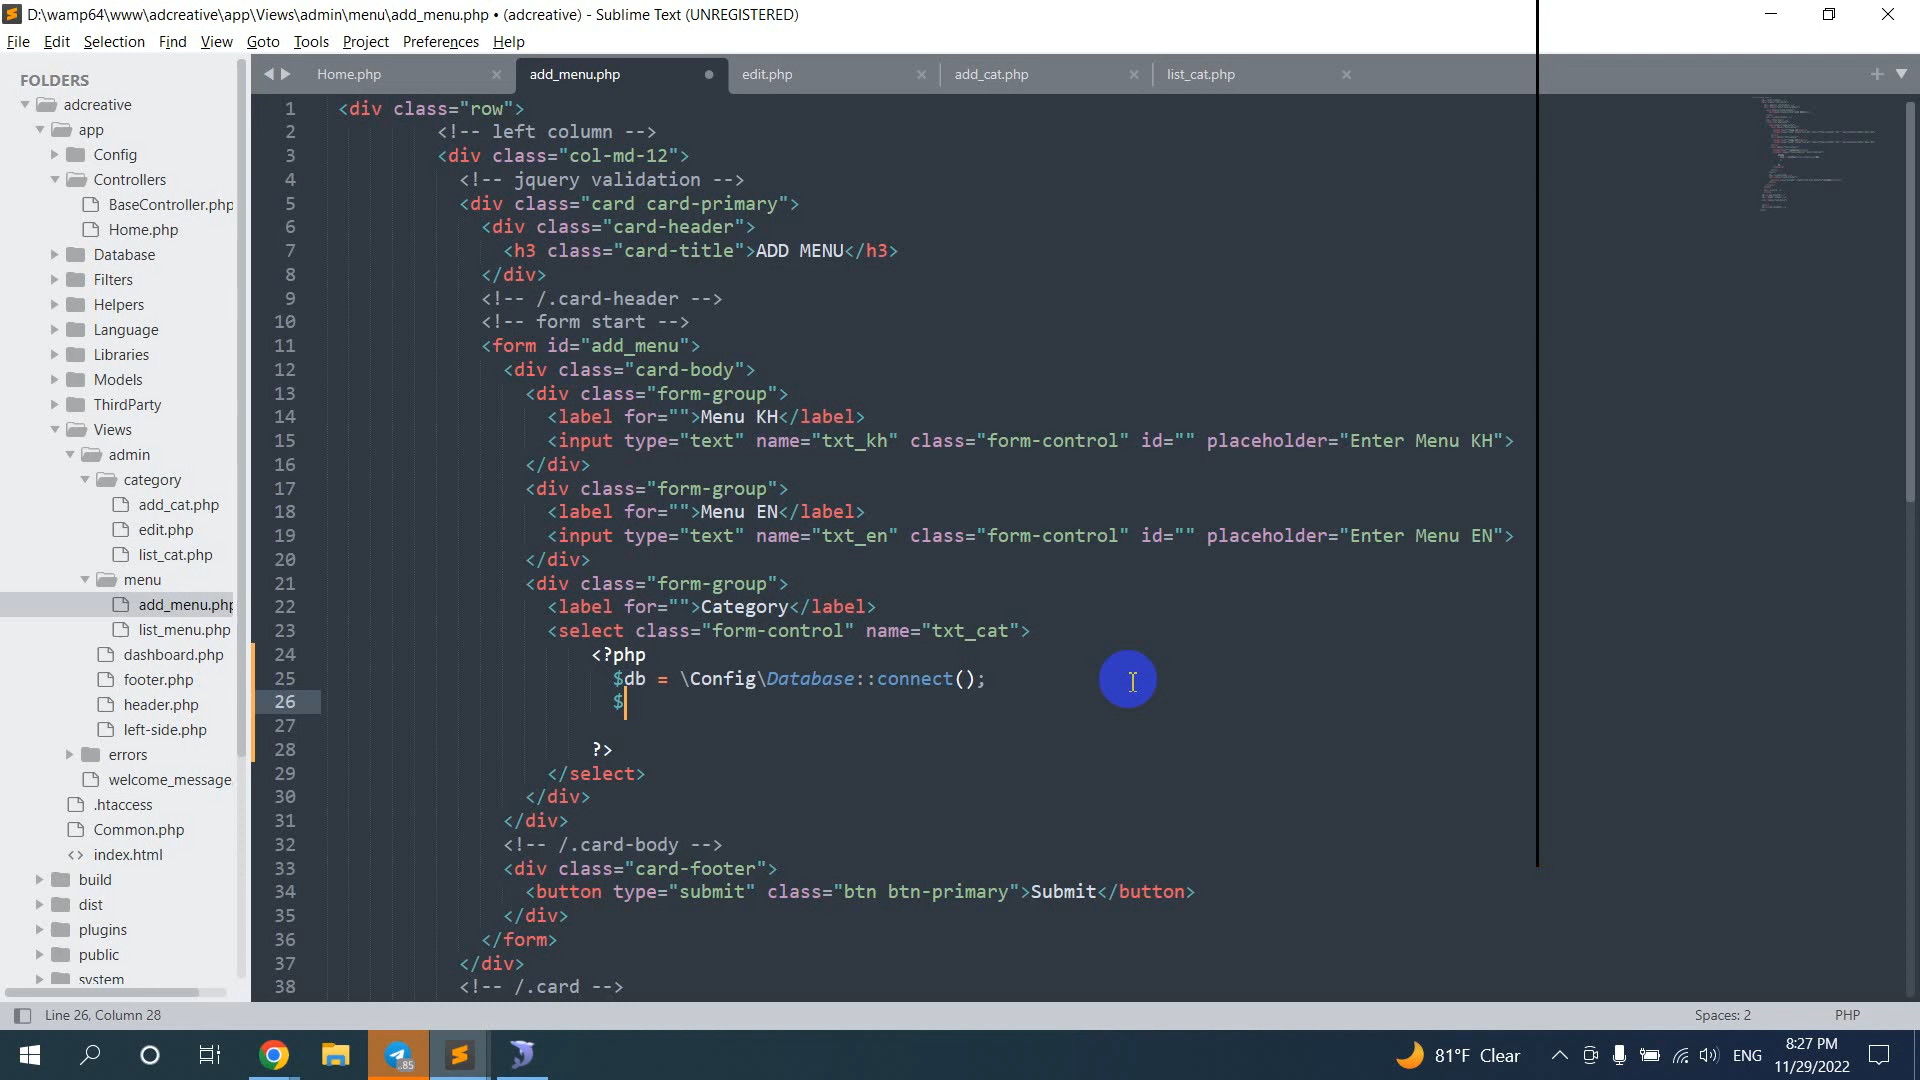 D:\wamp64\www\adcreative\app\Views\admin\menu\add_menu.php • (adcreative) - Sublime Text (UNREGISTERED)
File Edit Selection Find View Goto Tools Project Preferences Help
FOLDERS
adcreative
app
Config
Controllers
BaseController.php
Home.php
Database
Filters
Helpers
Language
Libraries
Models
ThirdParty
Views
admin
category
add_cat.php
edit.php
list_cat.php
menu
add_menu.php
list_menu.php
dashboard.php
footer.php
header.php
left-side.php
errors
welcome_message.
.htaccess
Common.php
index.html
build
dist
plugins
public
system
Home.php add_menu.php edit.php add_cat.php list_cat.php
1 <div class="row">
2 <!-- left column -->
3 <div class="col-md-12">
4 <!-- jquery validation -->
5 <div class="card card-primary">
6 <div class="card-header">
7 <h3 class="card-title">ADD MENU</h3>
8 </div>
9 <!-- /.card-header -->
10 <!-- form start -->
11 <form id="add_menu">
12 <div class="card-body">
13 <div class="form-group">
14 <label for="">Menu KH</label>
15 <input type="text" name="txt_kh" class="form-control" id="" placeholder="Enter Menu KH">
16 </div>
17 <div class="form-group">
18 <label for="">Menu EN</label>
19 <input type="text" name="txt_en" class="form-control" id="" placeholder="Enter Menu EN">
20 </div>
21 <div class="form-group">
22 <label for="">Category</label>
23 <select class="form-control" name="txt_cat">
24 <?php
25 $db = \Config\Database::connect();
26 $
27
28 ?>
29 </select>
30 </div>
31 </div>
32 <!-- /.card-body -->
33 <div class="card-footer">
34 <button type="submit" class="btn btn-primary">Submit</button>
35 </div>
36 </form>
37 </div>
38 <!-- /.card -->
Line 26, Column 28 Spaces: 2 PHP
85 81°F Clear ENG 8:27 PM
11/29/2022